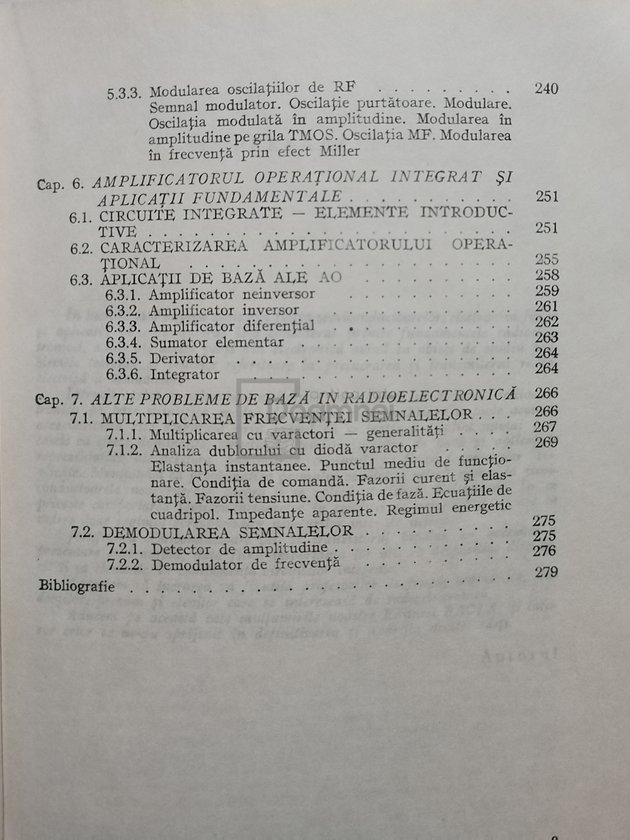 5.3.3. Modularea oscilațiilor de RF . . . . . . . . . 240
Semnal modulator. Oscilație purtătoare. Modulare.
Oscilația modulată în amplitudine. Modularea în
amplitudine pe grila TMOS. Oscilația MF. Modularea
în frecvență prin efect Miller
Cap. 6. AMPLIFICATORUL OPERAȚIONAL INTEGRAT ȘI
APLICAȚII FUNDAMENTALE . . . . . . . . . . 251
6.1. CIRCUITE INTEGRATE — ELEMENTE INTRODUC-
TIVE . . . . . . . . . . . . . . . . . . . . . 251
6.2. CARACTERIZAREA AMPLIFICATORULUI OPERA-
ȚIONAL . . . . . . . . . . . . . . . . . . 255
6.3. APLICAȚII DE BAZĂ ALE AO . . . . . . . . . 258
6.3.1. Amplificator neinversor . . . . . . . . . . 259
6.3.2. Amplificator inversor . . . . . . . . . . 261
6.3.3. Amplificator diferențial . . . . . . . . . . 262
6.3.4. Sumator elementar . . . . . . . . . . . 263
6.3.5. Derivator . . . . . . . . . . . . . . . 264
6.3.6. Integrator . . . . . . . . . . . . . . 264
Cap. 7. ALTE PROBLEME DE BAZĂ IN RADIOELECTRONICĂ 266
7.1. MULTIPLICAREA FRECVENȚEI SEMNALELOR . . . 266
7.1.1. Multiplicarea cu varactori — generalități . . . . 267
7.1.2. Analiza dublorului cu diodă varactor . . . . . 269
Elastanța instantanee. Punctul mediu de funcțio-
nare. Condiția de comandă. Fazorii curent și elas-
tanță. Fazorii tensiune. Condiția de fază. Ecuațiile de
cuadripol. Impedanțe aparente. Regimul energetic
7.2. DEMODULAREA SEMNALELOR . . . . . . . . . 275
7.2.1. Detector de amplitudine . . . . . . . . . . 275
7.2.2. Demodulator de frecvență . . . . . . . . . 276
Bibliografie . . . . . . . . . . . . . . . . . . . . . 279